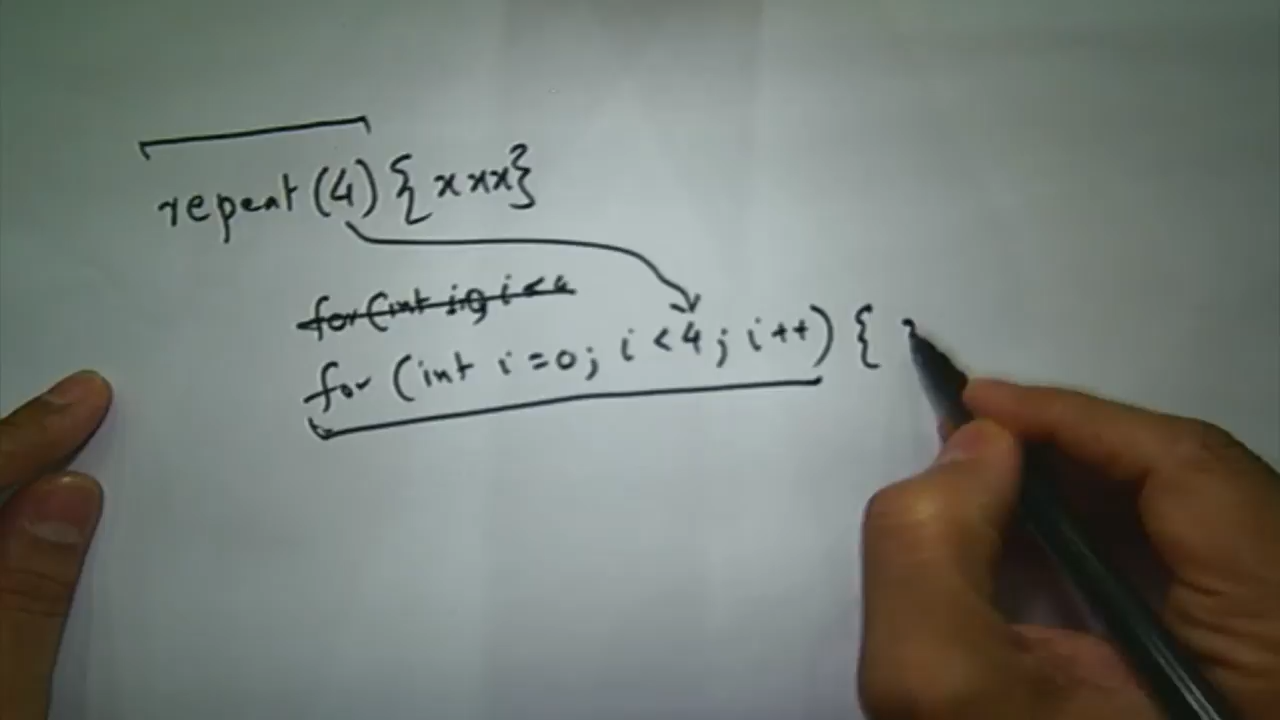 repeat (4) { xxx}
for (int i=0; i<4; i++) {